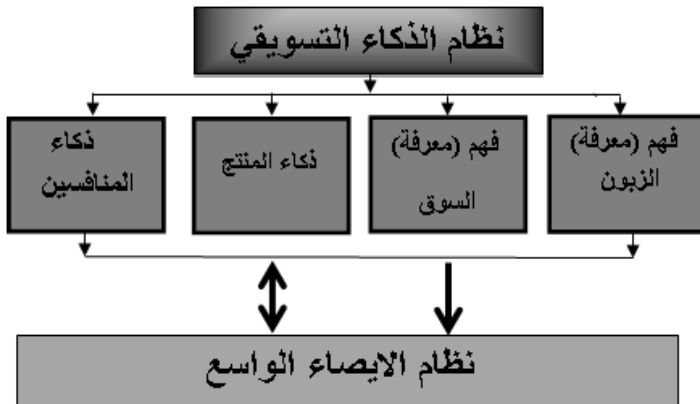 نظام الذكاء التسويقي
فهم (معرفة)
الزبون
فهم (معرفة)
السوق
ذكاء المنتج
ذكاء
المنافسين
نظام الايصاء الواسع